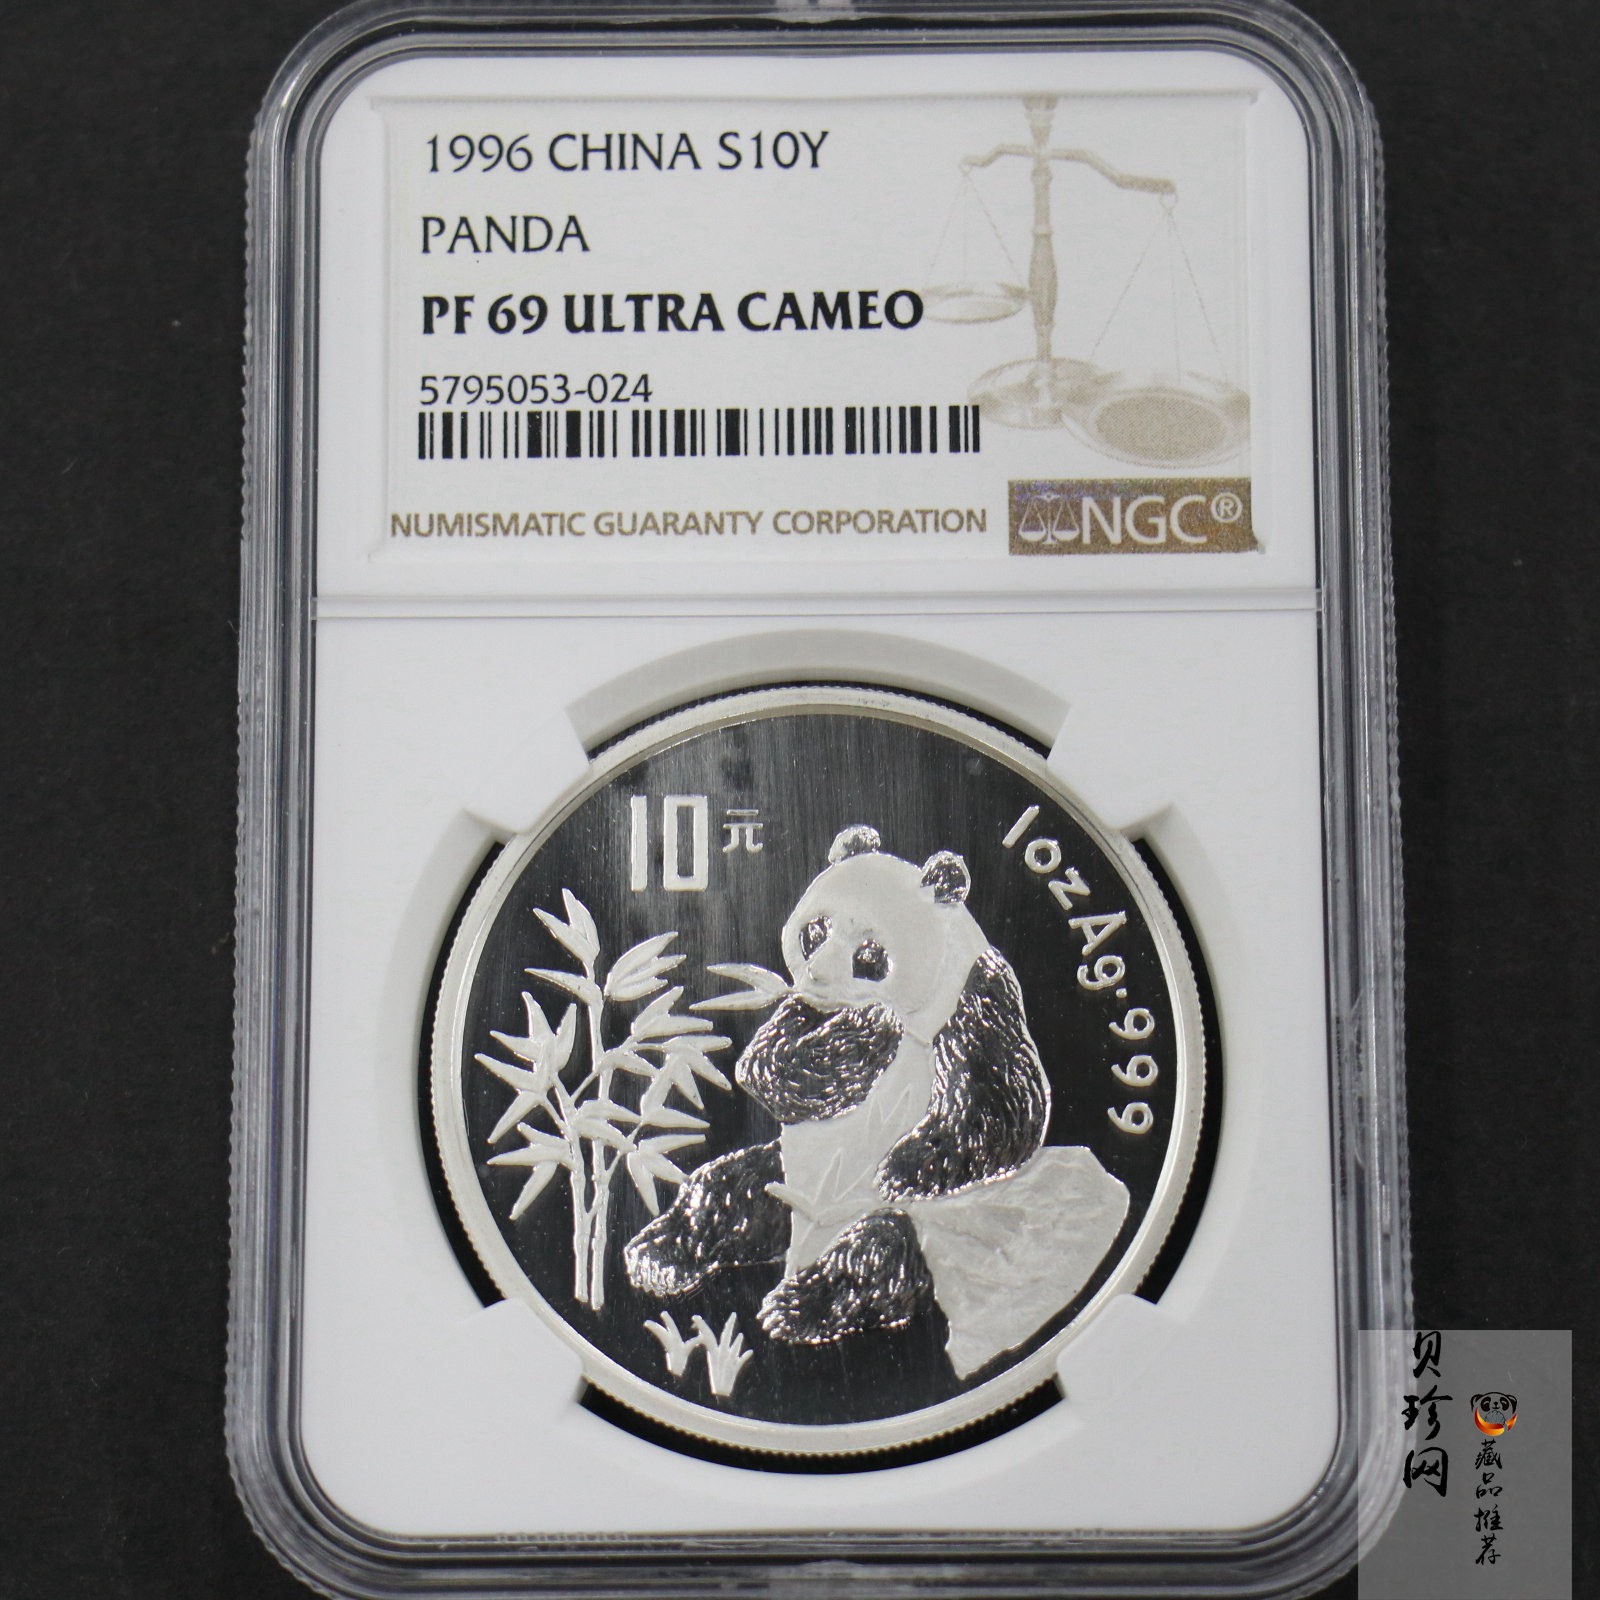 1996 CHINA S10Y
PANDA
PF 69 ULTRA CAMEO
5795053-024
NUMISMATIC GUARANTY CORPORATION
NGC®
10元
1oz Ag.999
贝珍网
藏品推荐